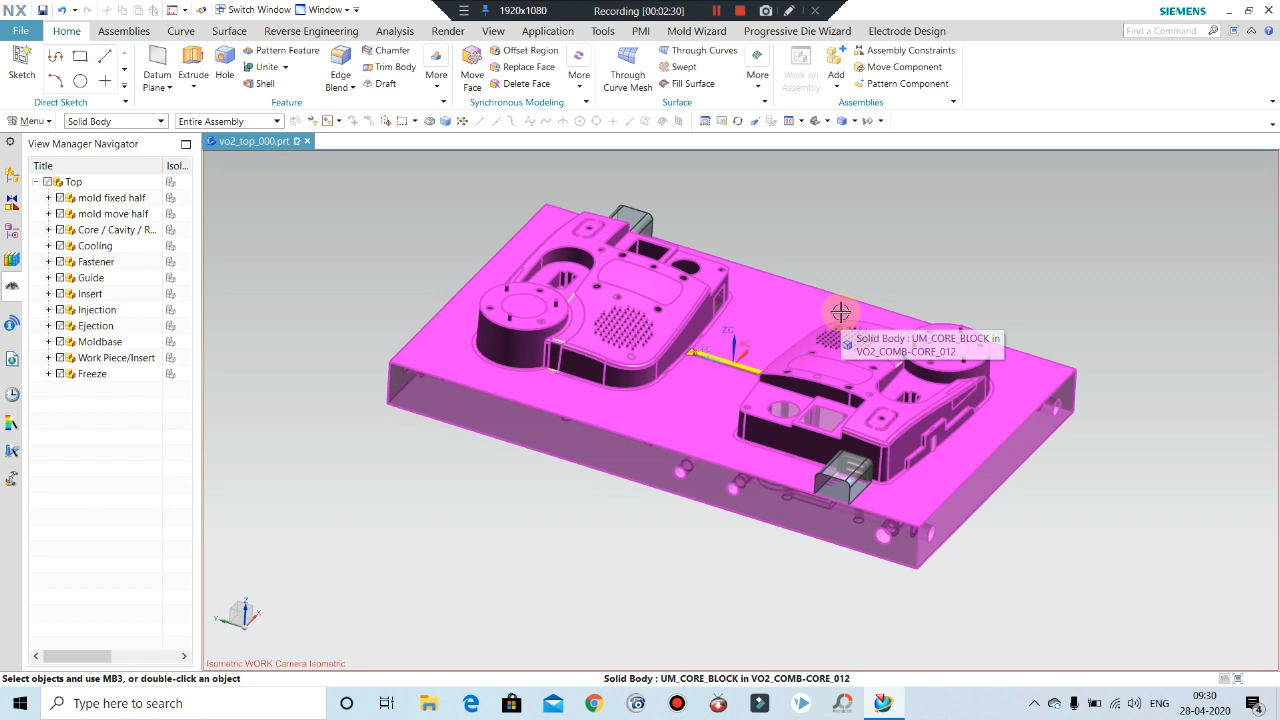 NX
Switch Window
Window
1920x1080
Recording [00:02:30]
SIEMENS
File
Home
Assemblies
Curve
Surface
Reverse Engineering
Analysis
Render
View
Application
Tools
PMI
Mold Wizard
Progressive Die Wizard
Electrode Design
Find a Command
Sketch
Direct Sketch
Datum
Plane
Extrude
Hole
Pattern Feature
Unite
Shell
Edge
Blend
Chamfer
Trim Body
Draft
More
Feature
Move
Face
Offset Region
Replace Face
Delete Face
More
Synchronous Modeling
Through
Curve Mesh
Through Curves
Swept
Fill Surface
More
Surface
Work on
Assembly
Add
Assembly Constraints
Move Component
Pattern Component
Assemblies
Menu
Solid Body
Entire Assembly
View Manager Navigator
vo2_top_000.prt
Title
Isol...
Top
mold fixed half
mold move half
Core / Cavity / R...
Cooling
Fastener
Guide
Insert
Injection
Ejection
Moldbase
Work Piece/Insert
Freeze
ZC
XC
YC
Solid Body : UM_CORE_BLOCK in
VO2_COMB-CORE_012
Z
Y
X
Isometric WORK Camera Isometric
Select objects and use MB3, or double-click an object
Solid Body : UM_CORE_BLOCK in VO2_COMB-CORE_012
Type here to search
ENG
09:30
28-04-2020
4